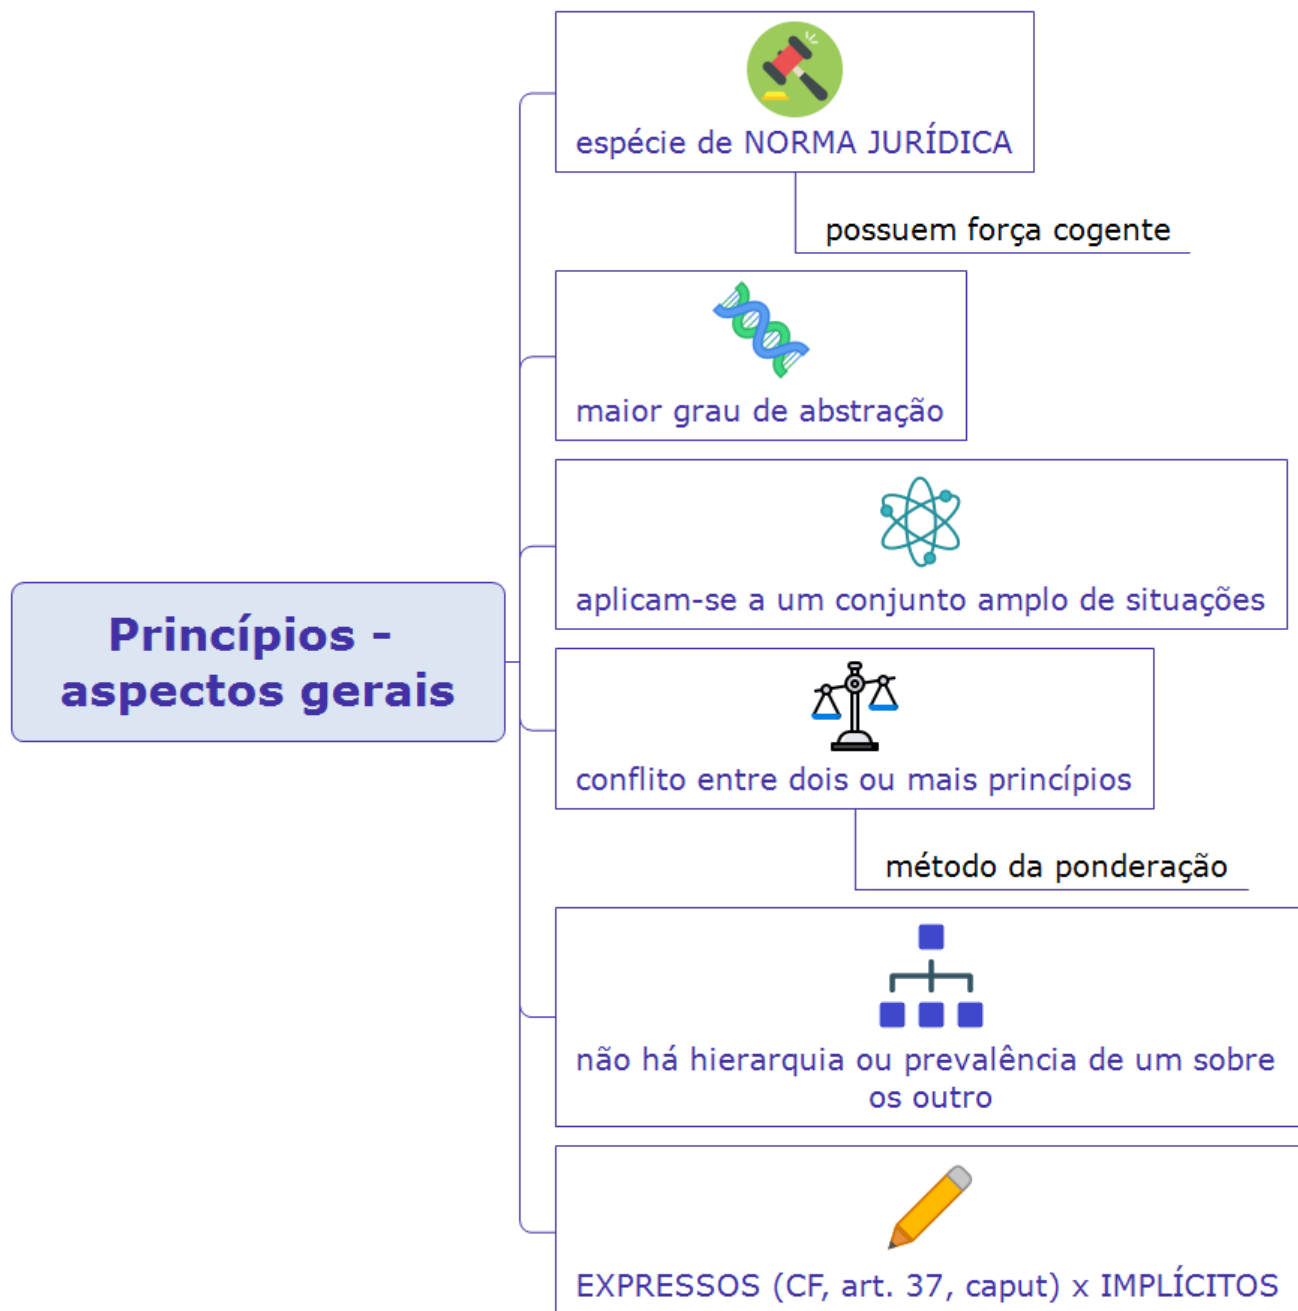 espécie de NORMA JURÍDICA
possuem força cogente
maior grau de abstração
aplicam-se a um conjunto amplo de situações
Princípios -
aspectos gerais
conflito entre dois ou mais princípios
método da ponderação
não há hierarquia ou prevalência de um sobre
os outro
EXPRESSOS (CF, art. 37, caput) x IMPLÍCITOS